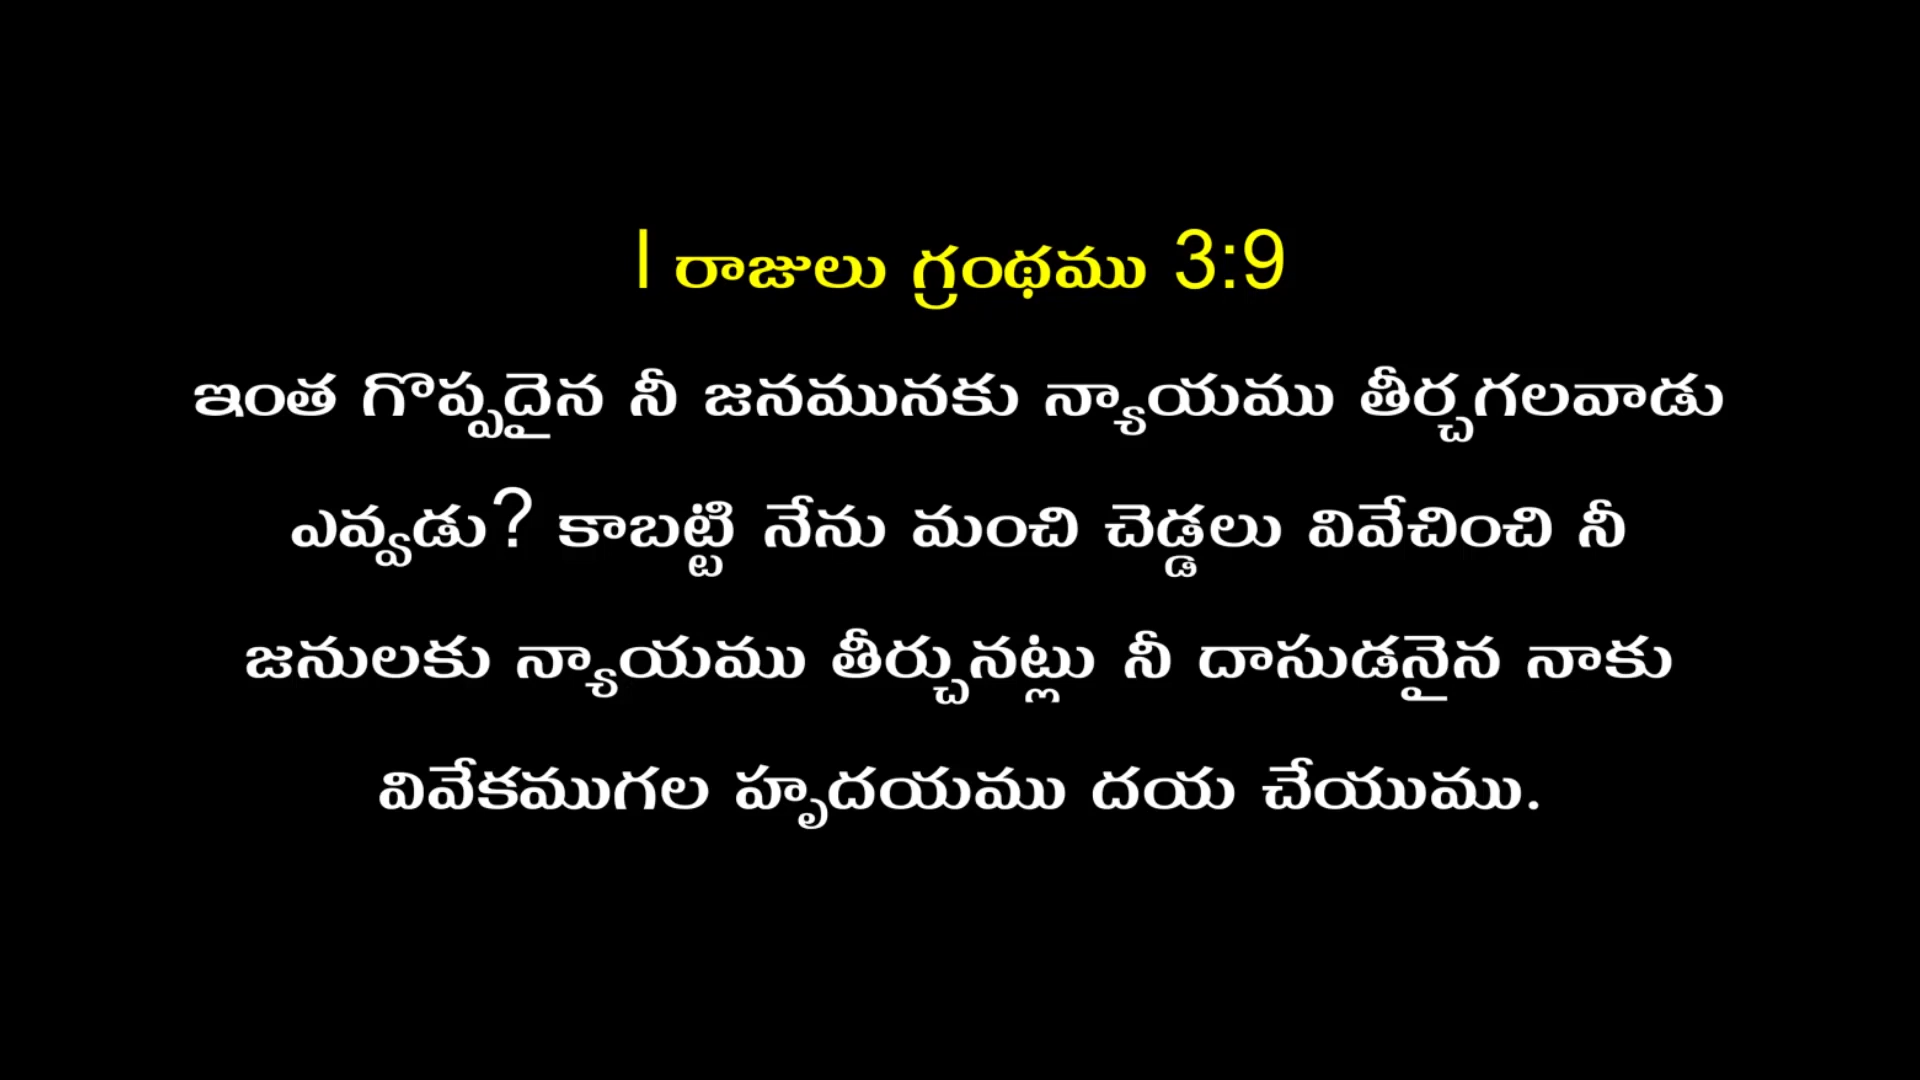 I రాజులు గ్రంథము 3:9
ఇంత గొప్పదైన నీ జనమునకు న్యాయము తీర్చగలవాడు
ఎవ్వడు? కాబట్టి నేను మంచి చెడ్డలు వివేచించి నీ
జనులకు న్యాయము తీర్చునట్లు నీ దాసుడనైన నాకు
వివేకముగల హృదయము దయ చేయుము.